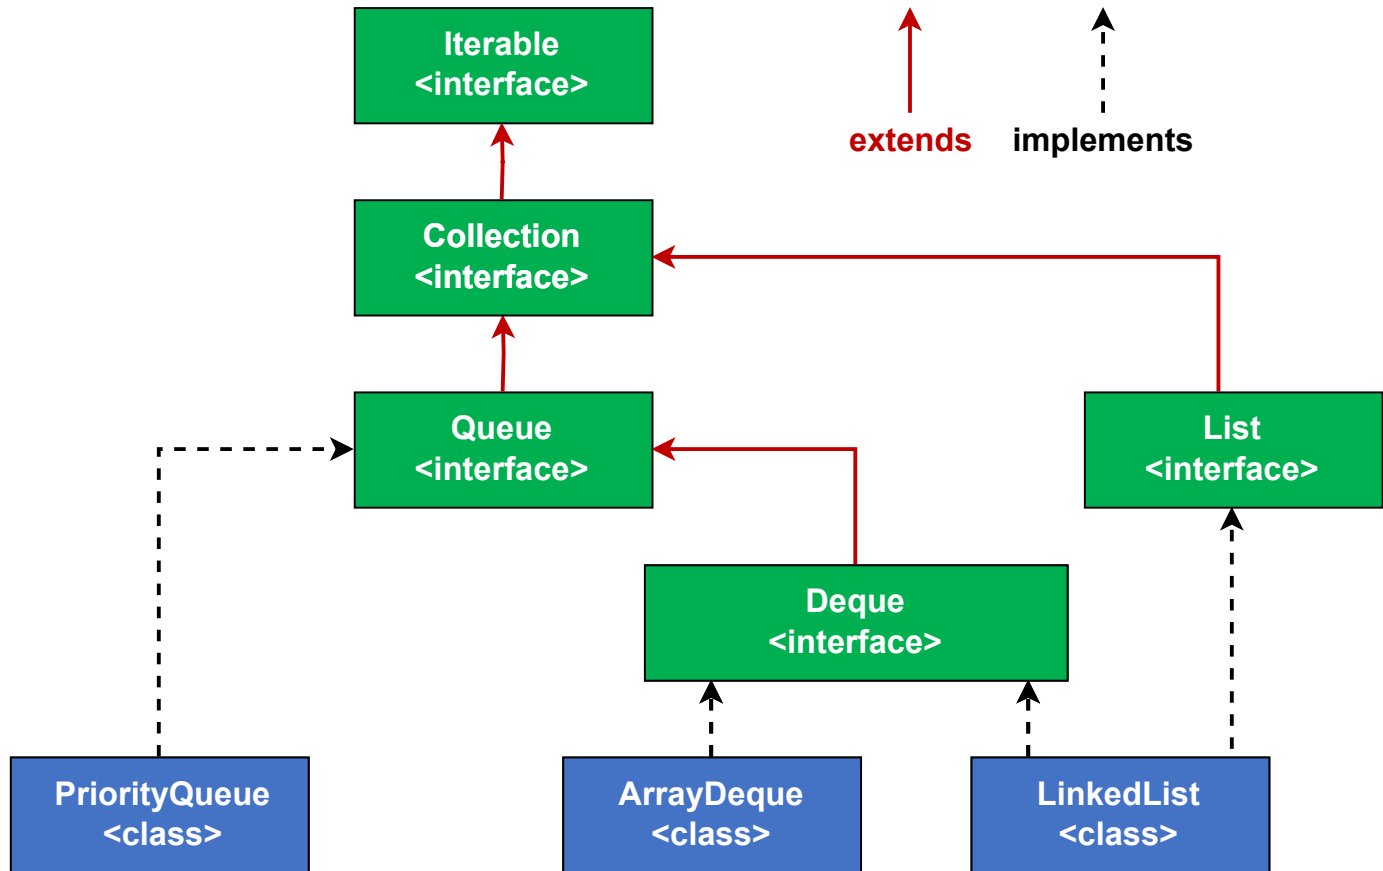 Iterable
<interface>
extends
implements
Collection
<interface>
Queue
<interface>
List
<interface>
Deque
<interface>
PriorityQueue
<class>
ArrayDeque
<class>
LinkedList
<class>